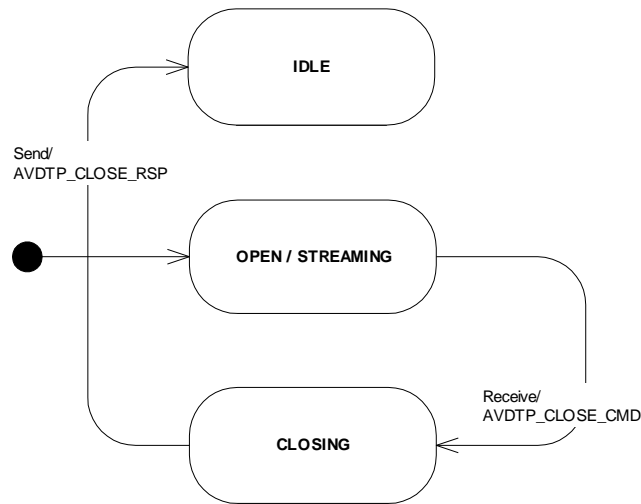 IDLE
Send/
AVDTP_CLOSE_RSP
OPEN / STREAMING
Receive/
AVDTP_CLOSE_CMD
CLOSING